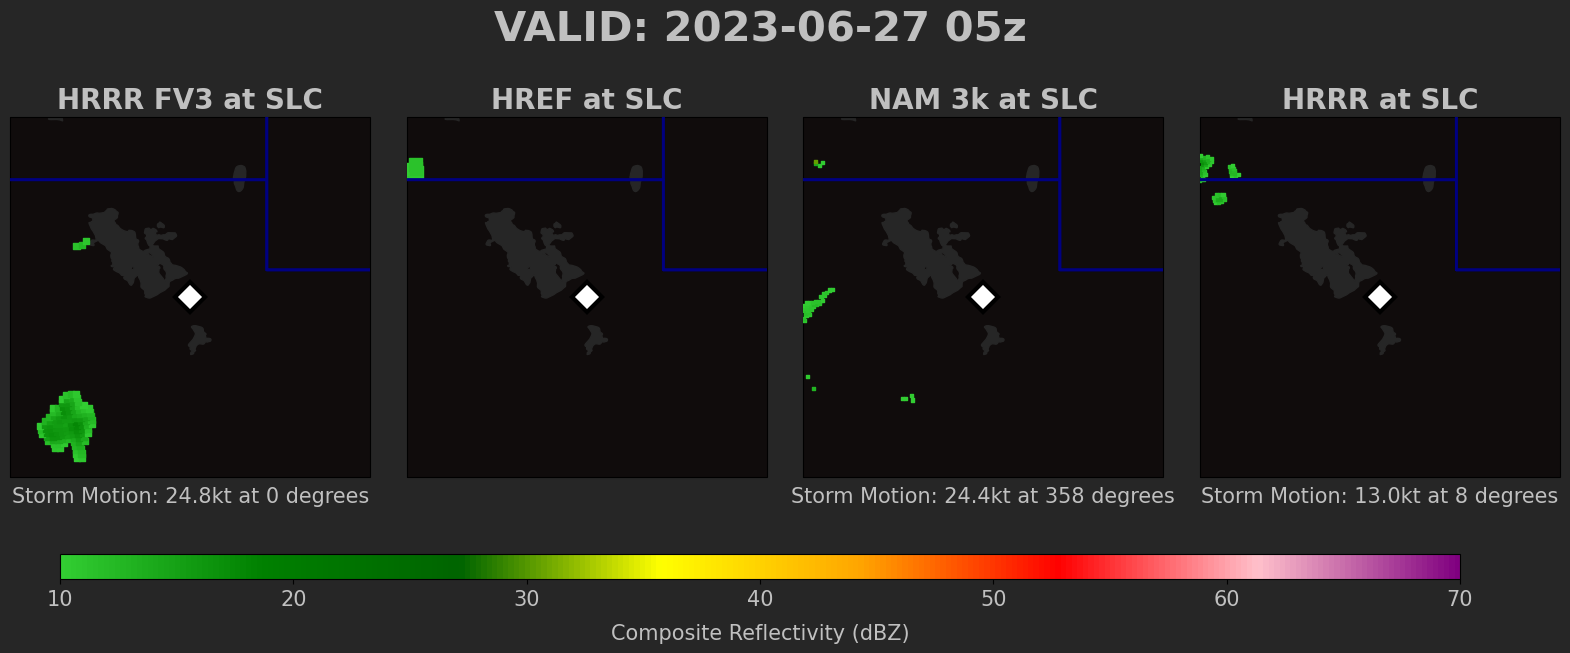 VALID: 2023-06-27 05z
HRRR FV3 at SLC
HREF at SLC
NAM 3k at SLC
HRRR at SLC
Storm Motion: 24.8kt at 0 degrees
Storm Motion: 24.4kt at 358 degrees
Storm Motion: 13.0kt at 8 degrees
10 20 30 40 50 60 70
Composite Reflectivity (dBZ)